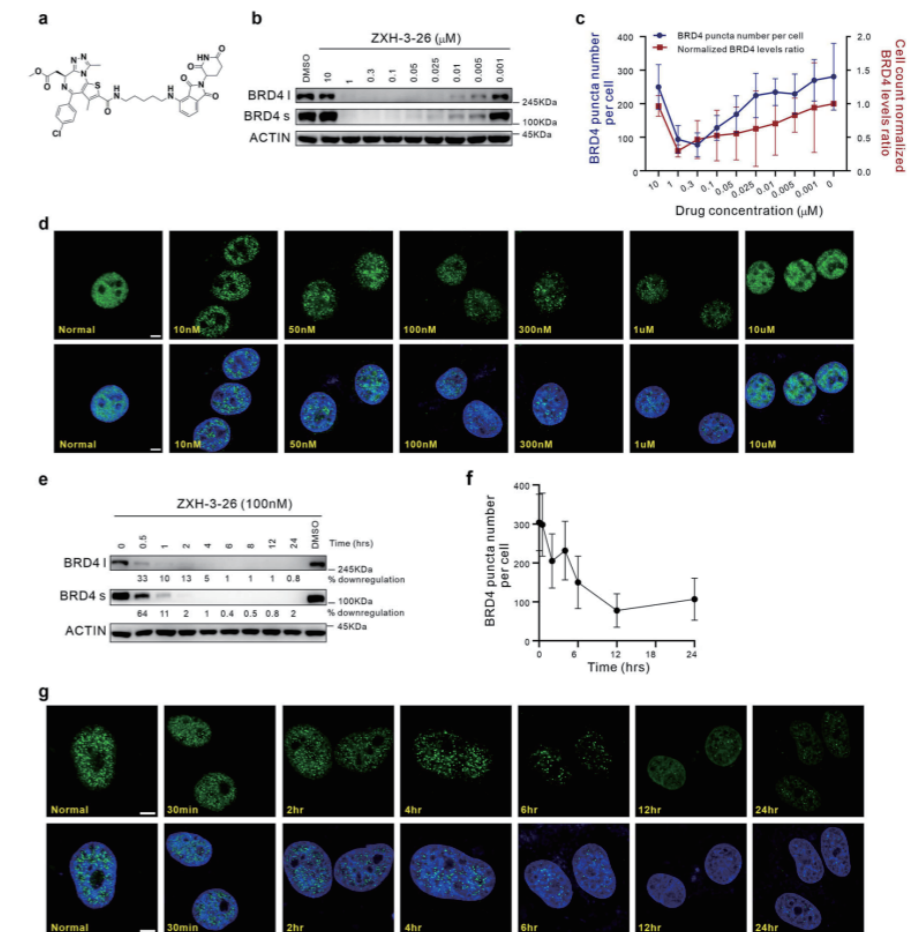 a
HN
O
N
N
N
O
O
N
S
H
N
N
H
O
O
N
O
O
Cl
b
ZXH-3-26 (μM)
DMSO 10 1 0.3 0.1 0.05 0.025 0.01 0.005 0.001
BRD4 l
245KDa
BRD4 s
100KDa
ACTIN
45KDa
c
BRD4 puncta number per cell
Normalized BRD4 levels ratio
BRD4 puncta number
per cell
400
300
200
100
0
2.0
1.5
1.0
0.5
0.0
Cell count normalized
BRD4 levels ratio
10 1 0.3 0.1 0.05 0.025 0.01 0.005 0.001 0
Drug concentration (μM)
d
Normal 10nM 50nM 100nM 300nM 1uM 10uM
Normal 10nM 50nM 100nM 300nM 1uM 10uM
e
ZXH-3-26 (100nM)
0 0.5 1 2 4 6 8 12 24 DMSO Time (hrs)
BRD4 l
245KDa
33 10 13 5 1 1 1 0.8 % downregulation
BRD4 s
100KDa
64 11 2 1 0.4 0.5 0.8 2 % downregulation
ACTIN
45KDa
f
BRD4 puncta number
per cell
400
300
200
100
0
0 6 12 18 24
Time (hrs)
g
Normal 30min 2hr 4hr 6hr 12hr 24hr
Normal 30min 2hr 4hr 6hr 12hr 24hr